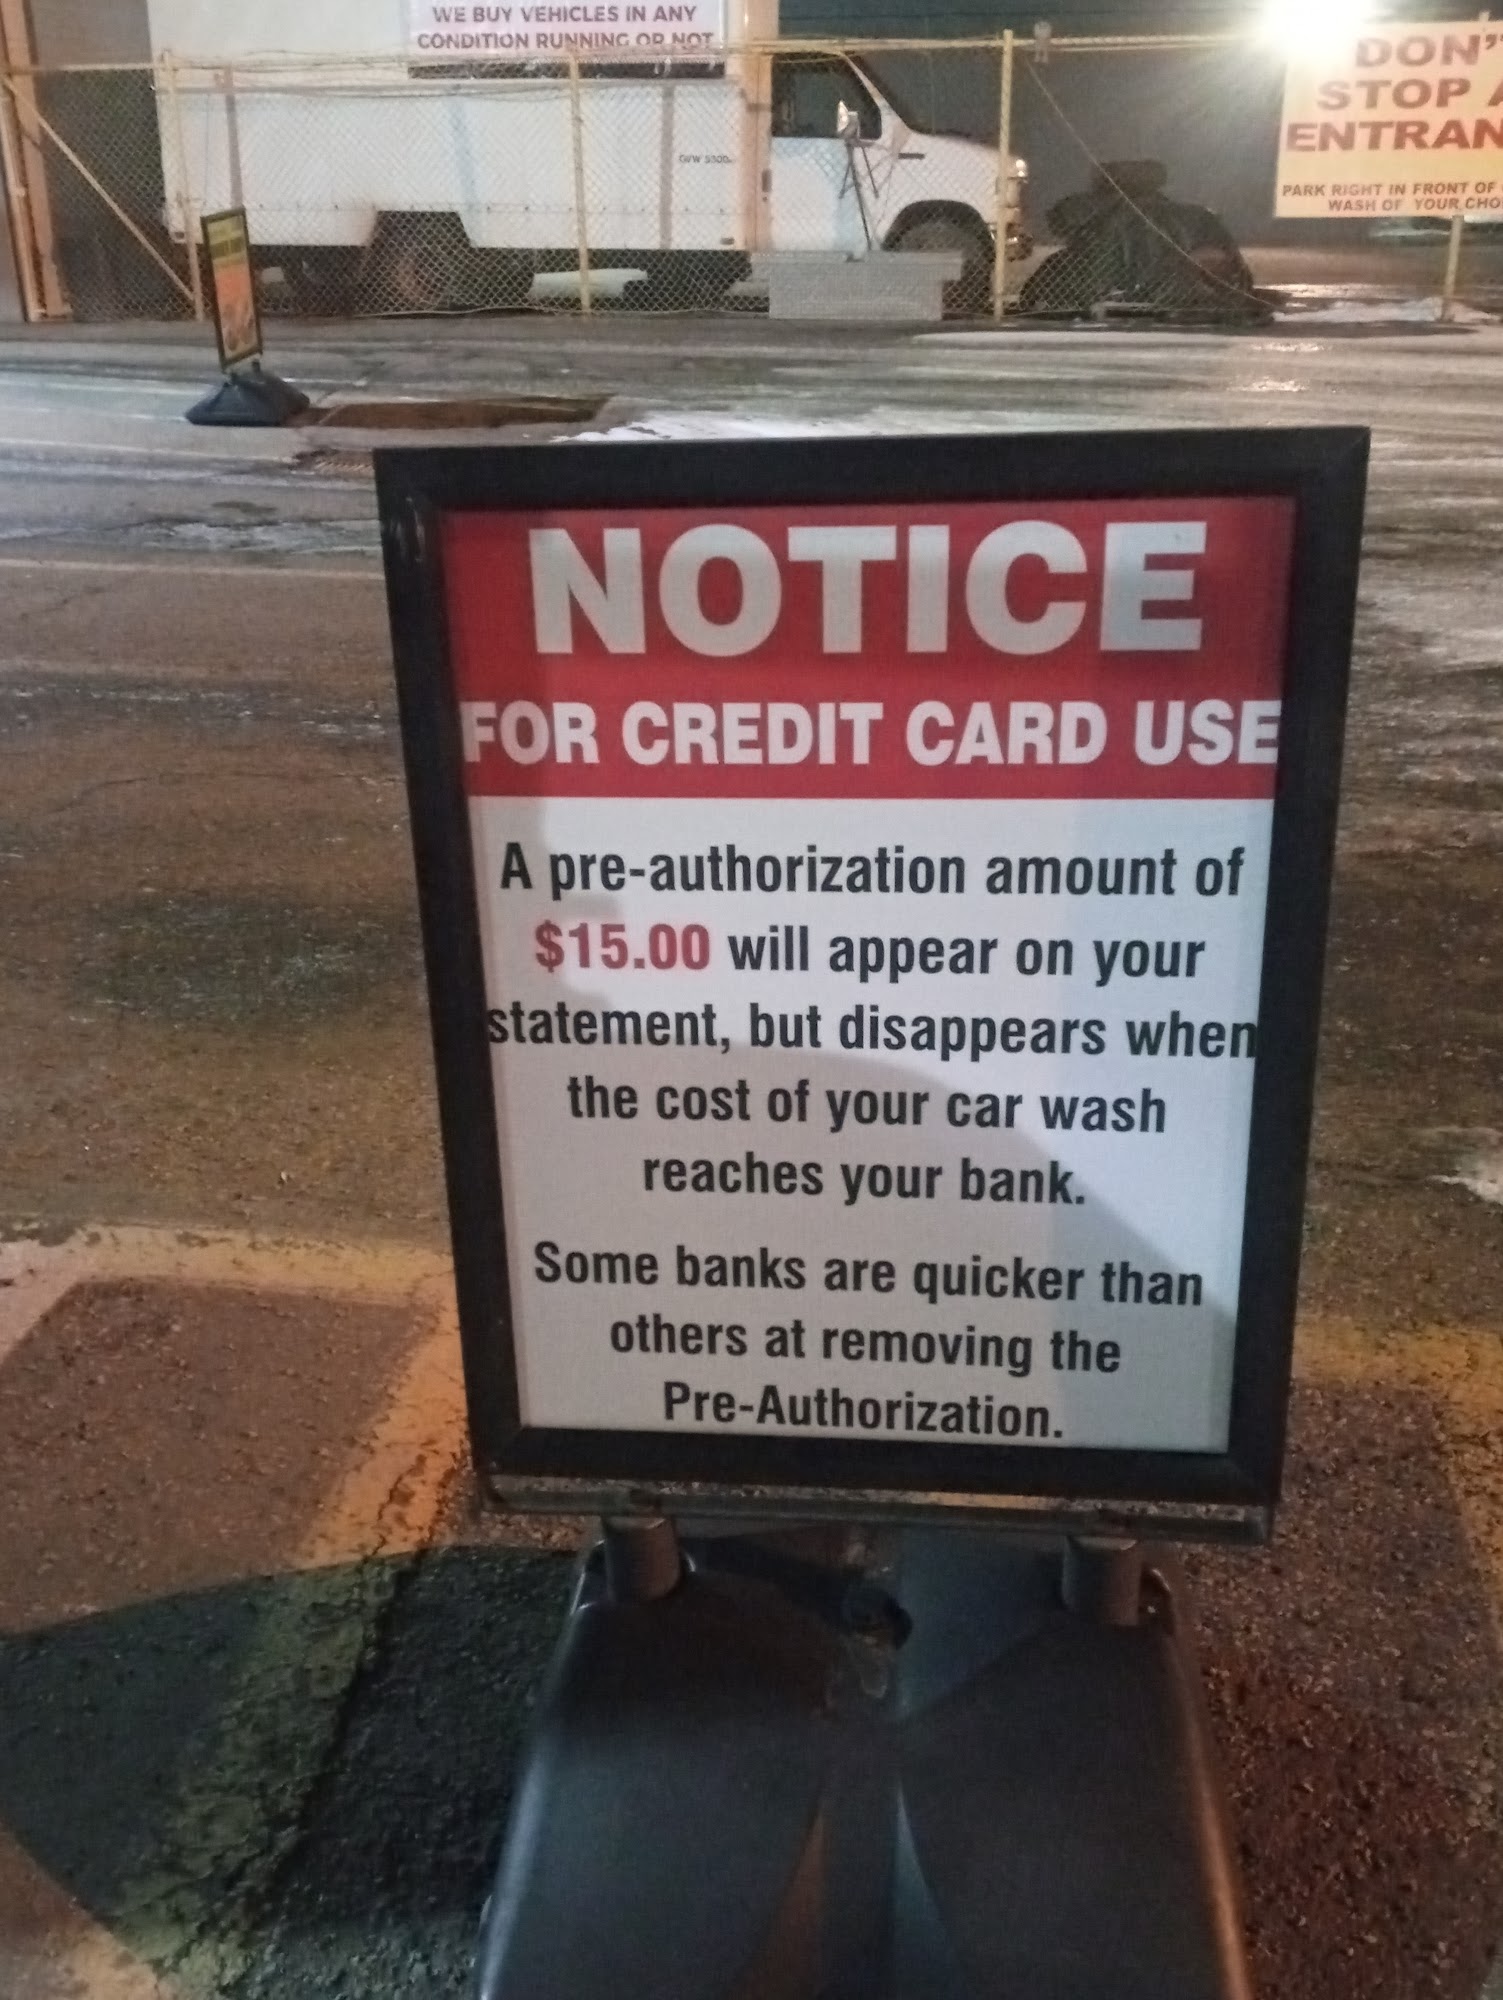 WE BUY VEHICLES IN ANY
CONDITION RUNNING OR NOT
DON'
STOP
ENTRAN
PARK RIGHT IN FRONT OF
WASH OF YOUR CHO
NOTICE
FOR CREDIT CARD USE
A pre-authorization amount of
$15.00 will appear on your
statement, but disappears when
the cost of your car wash
reaches your bank.
Some banks are quicker than
others at removing the
Pre-Authorization.